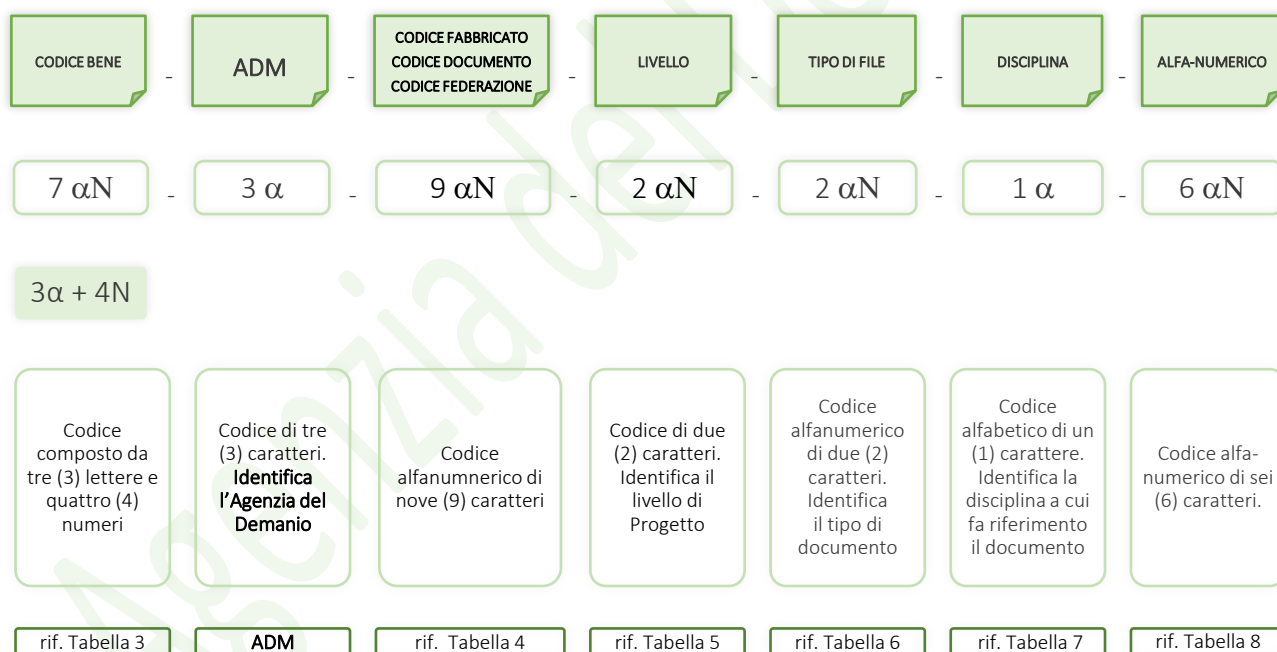 CODICE BENE
-
ADM
-
CODICE FABBRICATO
CODICE DOCUMENTO
CODICE FEDERAZIONE
-
LIVELLO
-
TIPO DI FILE
-
DISCIPLINA
-
ALFA-NUMERICO
7 αN
-
3 α
-
9 αN
-
2 αN
-
2 αN
-
1 α
-
6 αN
3α + 4N
Codice
composto da
tre (3) lettere e
quattro (4)
numeri
Codice di tre
(3) caratteri.
Identifica
l'Agenzia del
Demanio
Codice
alfanumnerico di
nove (9) caratteri
Codice di due
(2) caratteri.
Identifica il
livello di
Progetto
Codice
alfanumerico
di due (2)
caratteri.
Identifica
il tipo di
documento
Codice
alfabetico di un
(1) carattere.
Identifica la
disciplina a cui
fa riferimento
il documento
Codice alfa-
numerico di sei
(6) caratteri.
rif. Tabella 3
ADM
rif. Tabella 4
rif. Tabella 5
rif. Tabella 6
rif. Tabella 7
rif. Tabella 8
Agenzia del